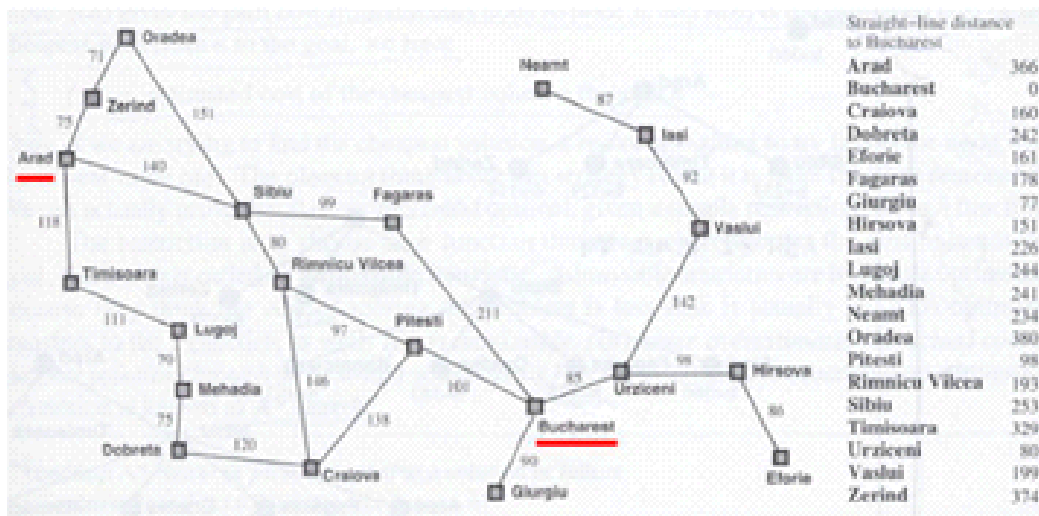 Oradea
71
Neamt
87
Zerind
151
75
Iasi
Arad
140
92
Sibiu
99
Fagaras
118
Vaslui
80
Timisoara
Rimnicu Vilcea
111
142
211
Lugoj
97
Pitesti
70
98
Hirsova
Mehadia
146
101
85
Urziceni
75
138
86
Bucharest
Dobreta
120
90
Craiova
Eforie
Giurgiu
Straight-line distance
to Bucharest
Arad 366
Bucharest 0
Craiova 160
Dobreta 242
Eforie 161
Fagaras 178
Giurgiu 77
Hirsova 151
Iasi 226
Lugoj 244
Mehadia 241
Neamt 234
Oradea 380
Pitesti 98
Rimnicu Vilcea 193
Sibiu 253
Timisoara 329
Urziceni 80
Vaslui 199
Zerind 374